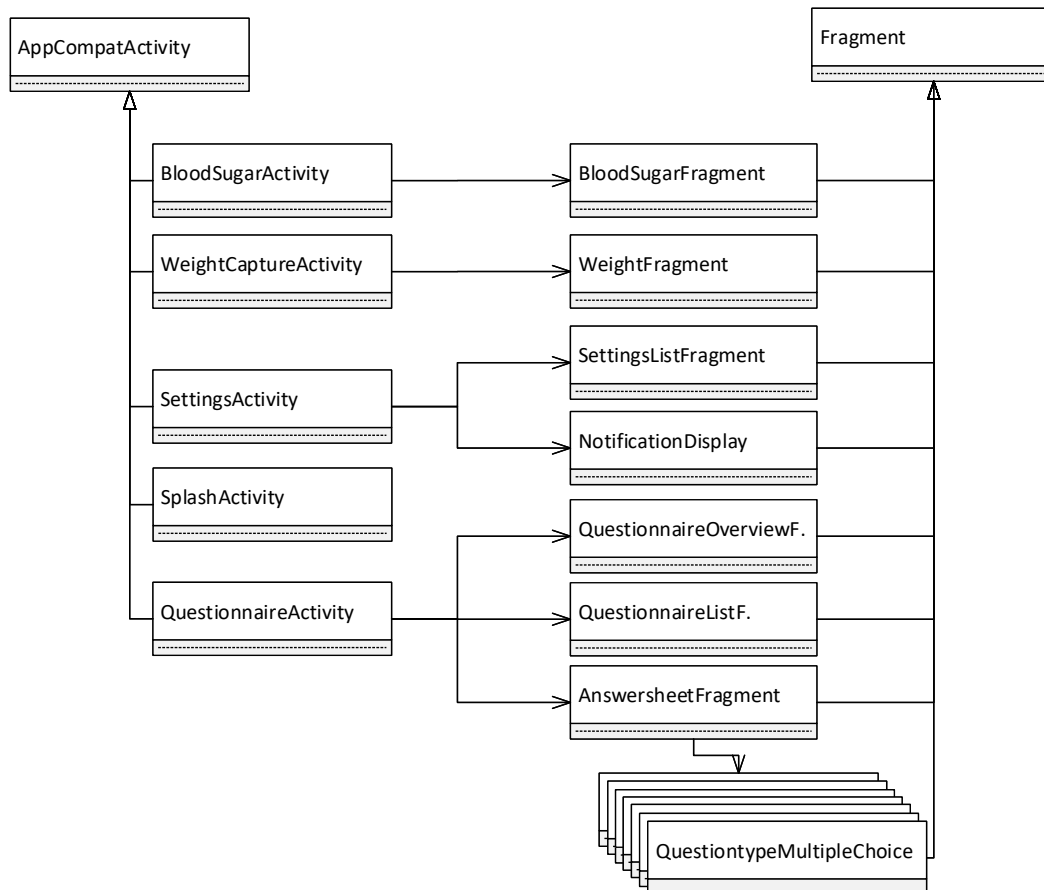 AppCompatActivity
Fragment
BloodSugarActivity
BloodSugarFragment
WeightCaptureActivity
WeightFragment
SettingsListFragment
SettingsActivity
NotificationDisplay
SplashActivity
QuestionnaireOverviewF.
QuestionnaireActivity
QuestionnaireListF.
AnswersheetFragment
QuestiontypeMultipleChoice